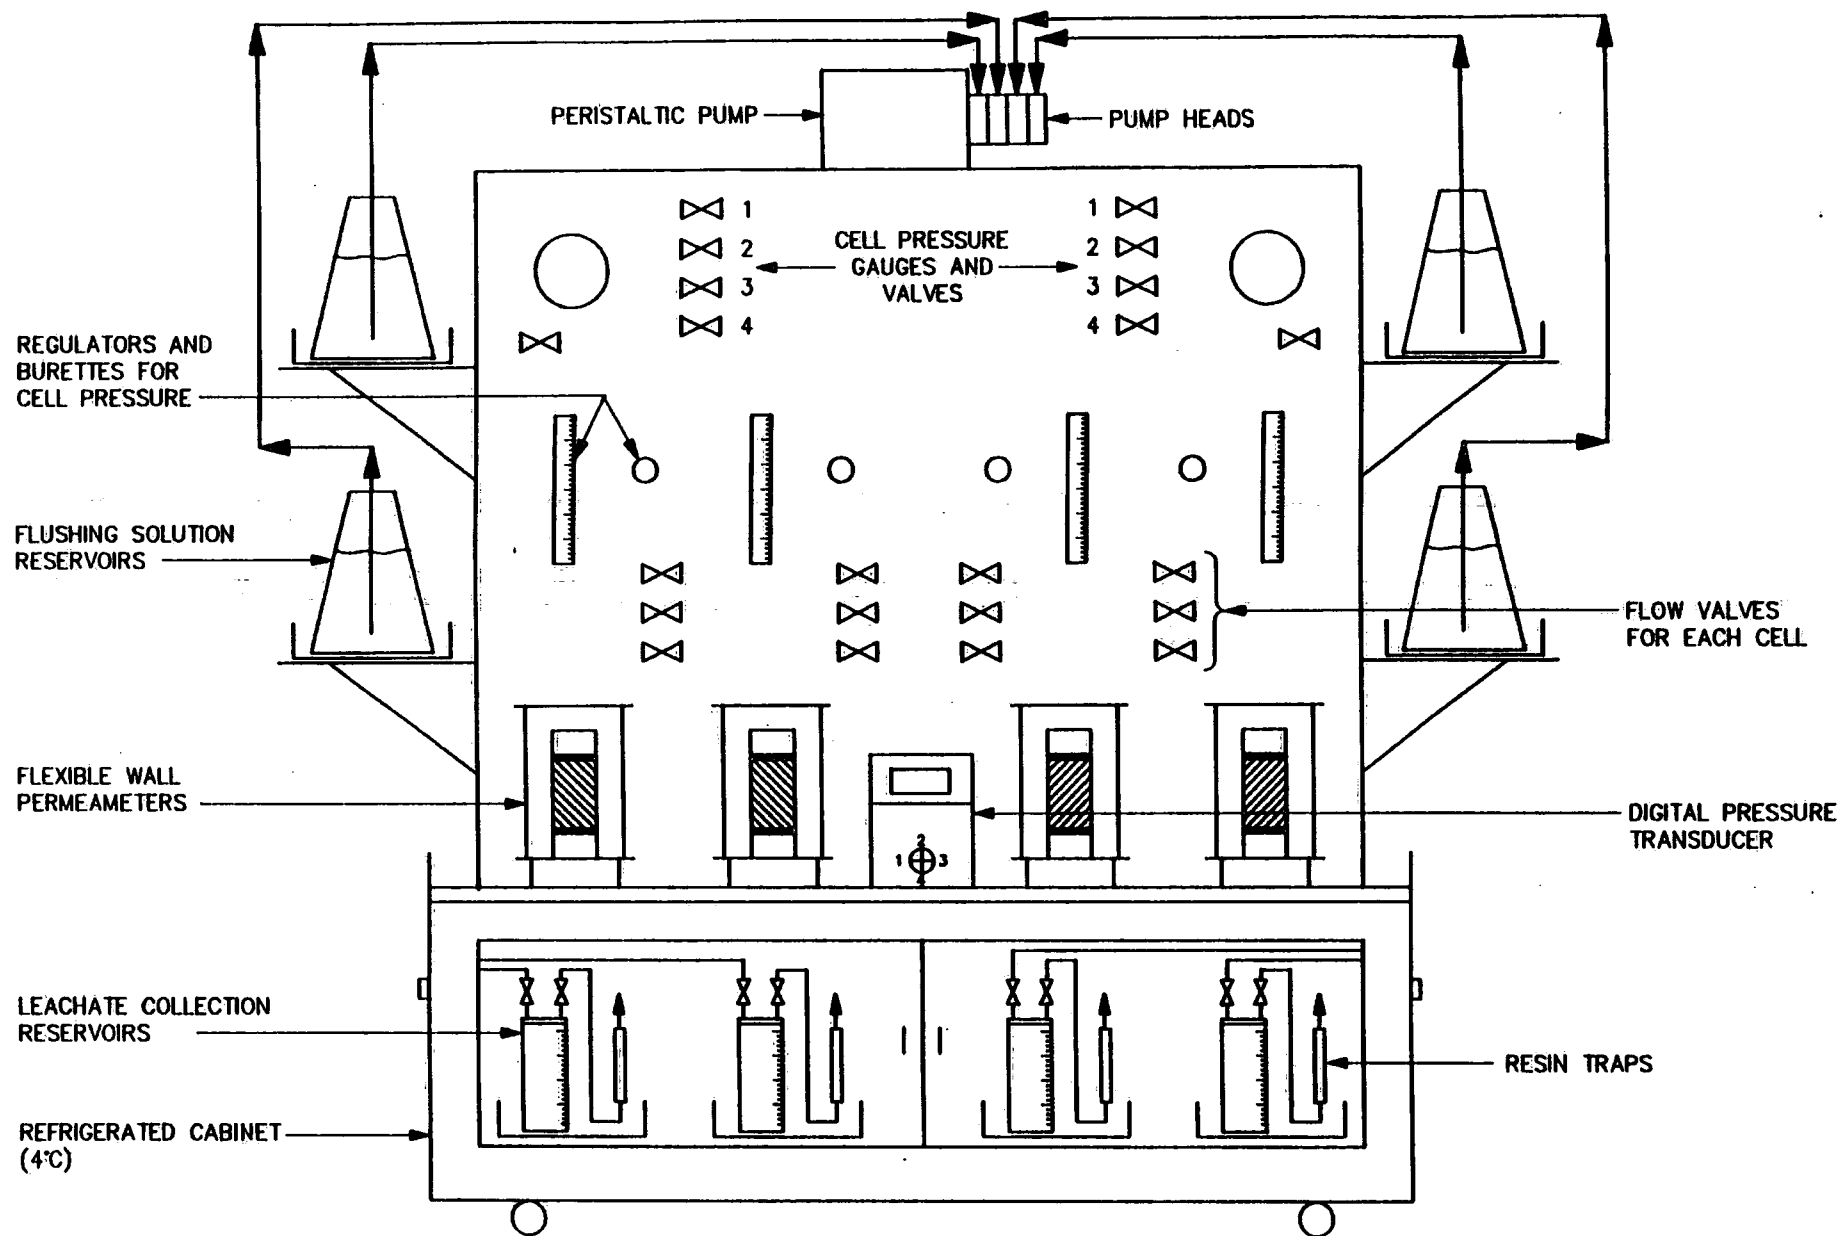 PERISTALTIC PUMP
PUMP HEADS
1
2
3
4
CELL PRESSURE
GAUGES AND
VALVES
1
2
3
4
REGULATORS AND
BURETTES FOR
CELL PRESSURE
FLUSHING SOLUTION
RESERVOIRS
FLOW VALVES
FOR EACH CELL
FLEXIBLE WALL
PERMEAMETERS
DIGITAL PRESSURE
TRANSDUCER
2
1 3
4
LEACHATE COLLECTION
RESERVOIRS
RESIN TRAPS
REFRIGERATED CABINET
(4°C)